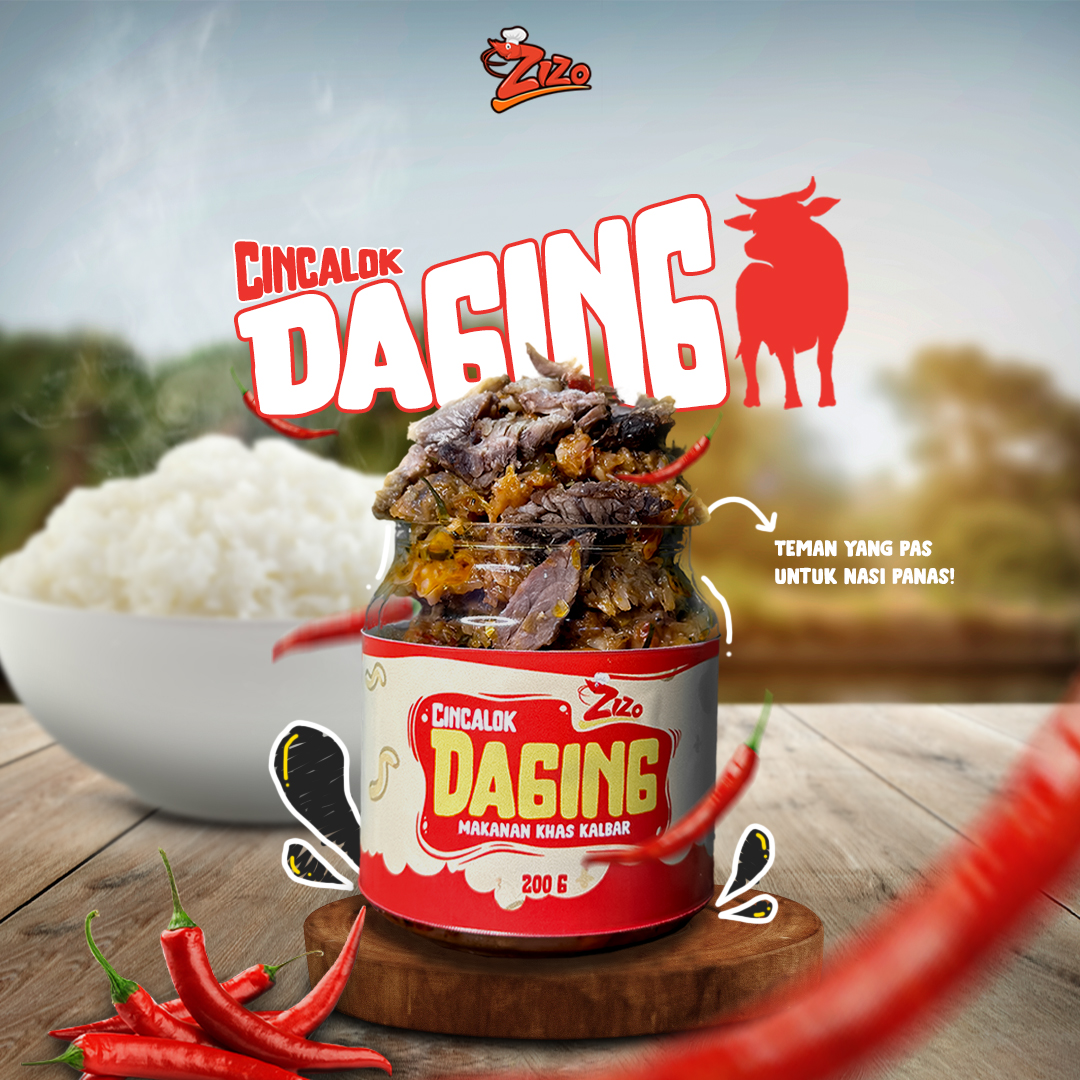 ZIZO
CINCALOK
DAGING
TEMAN YANG PAS
UNTUK NASI PANAS!
CINCALOK
ZIZO
DAGING
MAKANAN KHAS KALBAR
200 G